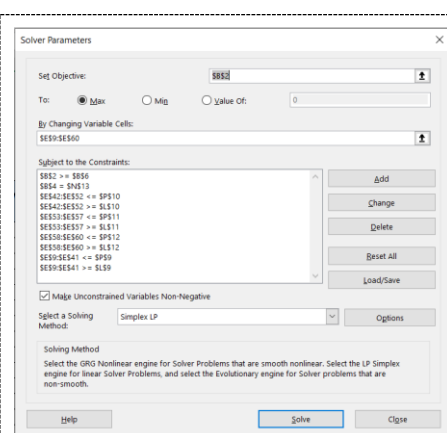 Solver Parameters
Set Objective:
$B$2
To:
Max
Min
Value Of:
0
By Changing Variable Cells:
$E$9:$E$60
Subject to the Constraints:
$B$2 >= $B$6
$B$4 = $N$13
$E$42:$E$52 <= $P$10
$E$42:$E$52 >= $L$10
$E$53:$E$57 <= $P$11
$E$53:$E$57 >= $L$11
$E$58:$E$60 <= $P$12
$E$58:$E$60 >= $L$12
$E$9:$E$41 <= $P$9
$E$9:$E$41 >= $L$9
Add
Change
Delete
Reset All
Load/Save
Make Unconstrained Variables Non-Negative
Select a Solving
Method:
Simplex LP
Options
Solving Method
Select the GRG Nonlinear engine for Solver Problems that are smooth nonlinear. Select the LP Simplex
engine for linear Solver Problems, and select the Evolutionary engine for Solver problems that are
non-smooth.
Help
Solve
Close